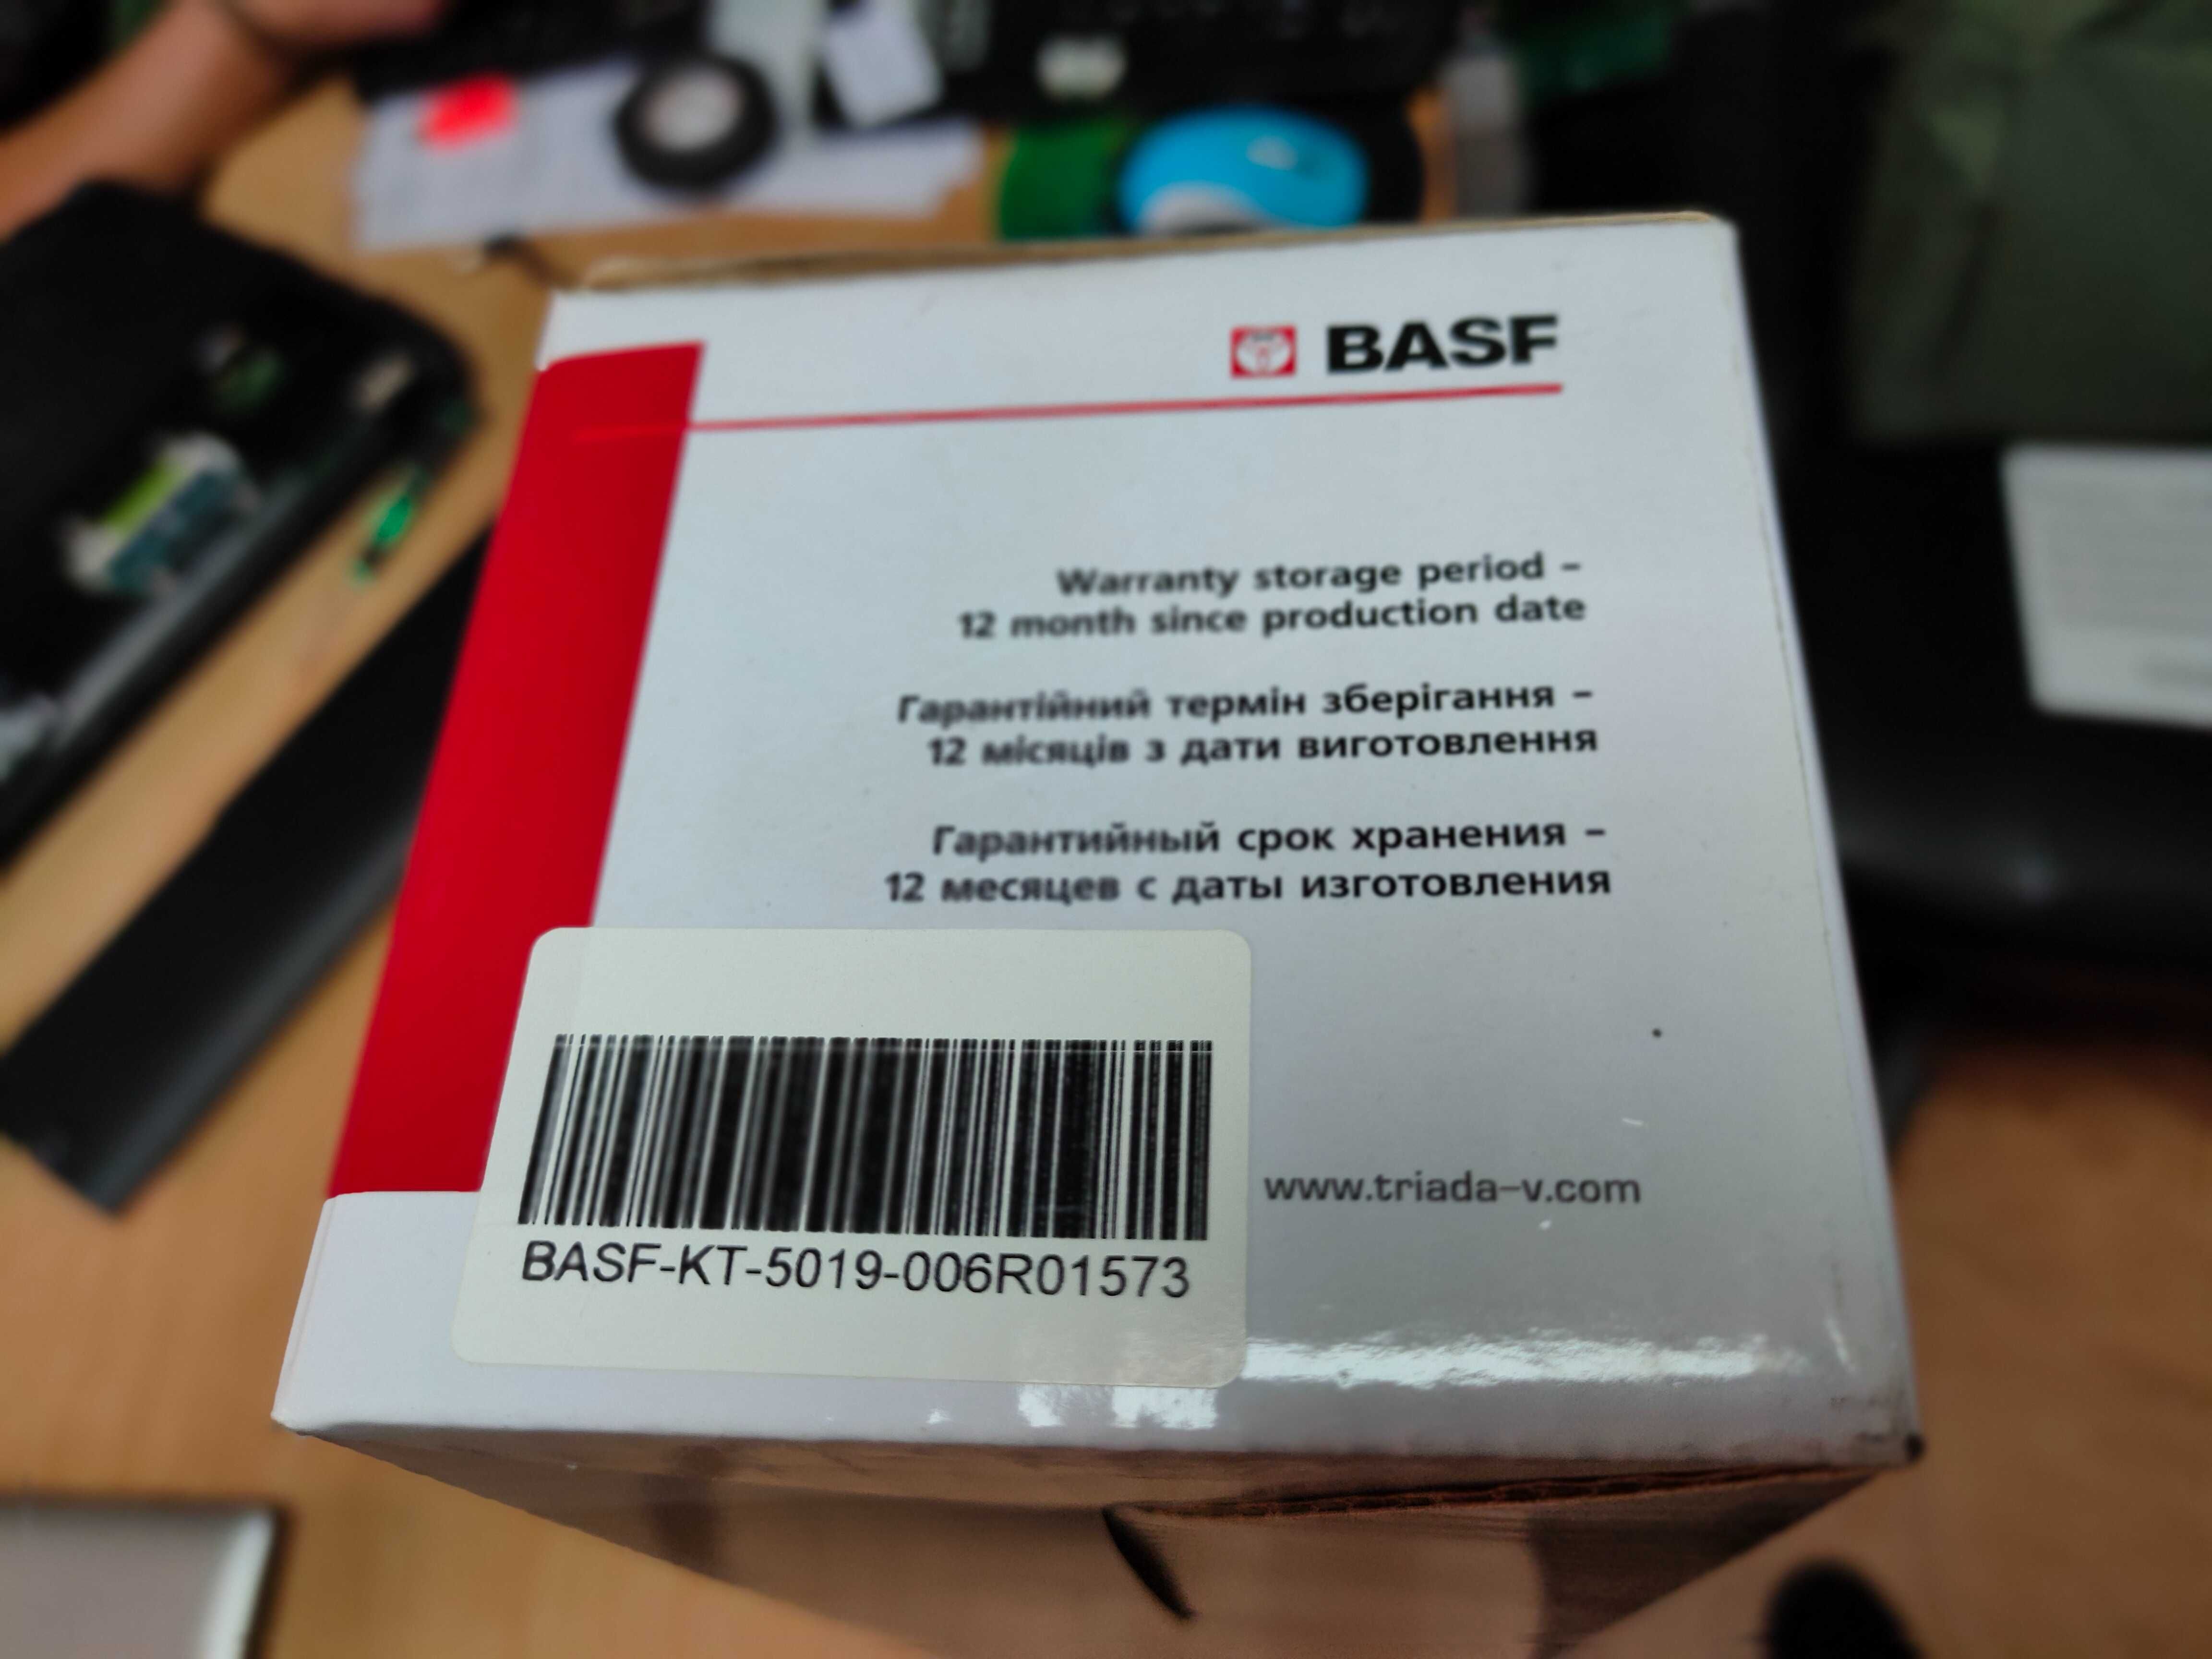 BASF
Warranty storage period –
12 month since production date
Гарантійний термін зберігання –
12 місяців з дати виготовлення
Гарантийный срок хранения –
12 месяцев с даты изготовления
www.triada-v.com
BASF-KT-5019-006R01573